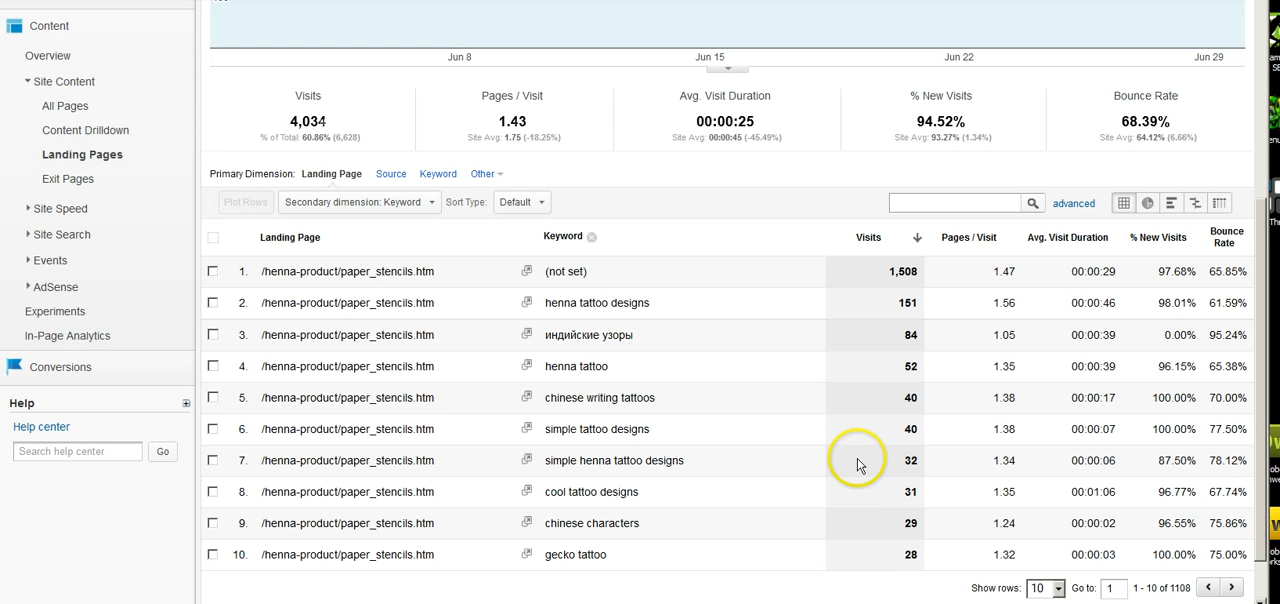 Content
Overview
Site Content
All Pages
Content Drilldown
Landing Pages
Exit Pages
Site Speed
Site Search
Events
AdSense
Experiments
In-Page Analytics
Conversions
Help
Help center
Search help center Go
Jun 8 Jun 15 Jun 22 Jun 29
Visits Pages / Visit Avg. Visit Duration % New Visits Bounce Rate
4,034 1.43 00:00:25 94.52% 68.39%
% of Total: 60.86% (6,628) Site Avg: 1.75 (-18.25%) Site Avg: 00:00:45 (-45.49%) Site Avg: 93.27% (1.34%) Site Avg: 64.12% (6.66%)
Primary Dimension: Landing Page Source Keyword Other
Plot Rows Secondary dimension: Keyword Sort Type: Default advanced
Landing Page Keyword Visits Pages / Visit Avg. Visit Duration % New Visits Bounce Rate
1. /henna-product/paper_stencils.htm (not set) 1,508 1.47 00:00:29 97.68% 65.85%
2. /henna-product/paper_stencils.htm henna tattoo designs 151 1.56 00:00:46 98.01% 61.59%
3. /henna-product/paper_stencils.htm индийские узоры 84 1.05 00:00:39 0.00% 95.24%
4. /henna-product/paper_stencils.htm henna tattoo 52 1.35 00:00:39 96.15% 65.38%
5. /henna-product/paper_stencils.htm chinese writing tattoos 40 1.38 00:00:17 100.00% 70.00%
6. /henna-product/paper_stencils.htm simple tattoo designs 40 1.38 00:00:07 100.00% 77.50%
7. /henna-product/paper_stencils.htm simple henna tattoo designs 32 1.34 00:00:06 87.50% 78.12%
8. /henna-product/paper_stencils.htm cool tattoo designs 31 1.35 00:01:06 96.77% 67.74%
9. /henna-product/paper_stencils.htm chinese characters 29 1.24 00:00:02 96.55% 75.86%
10. /henna-product/paper_stencils.htm gecko tattoo 28 1.32 00:00:03 100.00% 75.00%
Show rows: 10 Go to: 1 1 - 10 of 1108